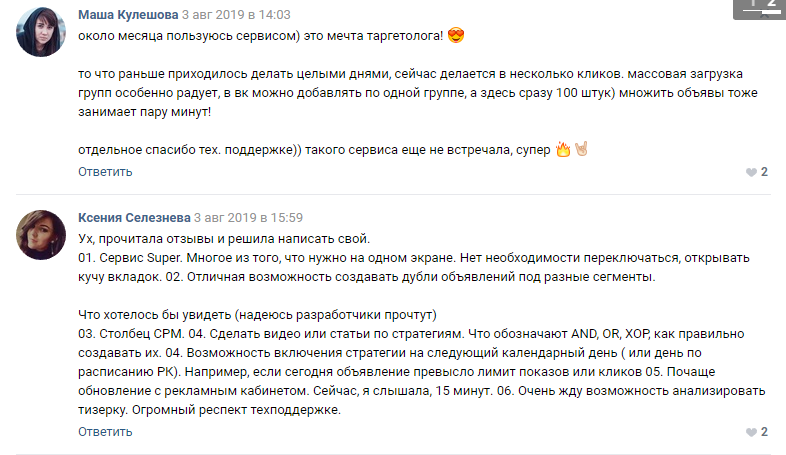 1 2
Маша Кулешова 3 авг 2019 в 14:03
около месяца пользуюсь сервисом) это мечта таргетолога! 😍
то что раньше приходилось делать целыми днями, сейчас делается в несколько кликов. массовая загрузка
групп особенно радует, в вк можно добавлять по одной группе, а здесь сразу 100 штук) множить объявы тоже
занимает пару минут!
отдельное спасибо тех. поддержке)) такого сервиса еще не встречала, супер 🔥🤘🏼
Ответить 2
Ксения Селезнева 3 авг 2019 в 15:59
Ух, прочитала отзывы и решила написать свой.
01. Сервис Super. Многое из того, что нужно на одном экране. Нет необходимости переключаться, открывать
кучу вкладок. 02. Отличная возможность создавать дубли объявлений под разные сегменты.
Что хотелось бы увидеть (надеюсь разработчики прочтут)
03. Столбец CPM. 04. Сделать видео или статьи по стратегиям. Что обозначают AND, OR, XOP, как правильно
создавать их. 04. Возможность включения стратегии на следующий календарный день ( или день по
расписанию РК). Например, если сегодня объявление превысло лимит показов или кликов 05. Почаще
обновление с рекламным кабинетом. Сейчас, я слышала, 15 минут. 06. Очень жду возможность анализировать
тизерку. Огромный респект техподдержке.
Ответить 2